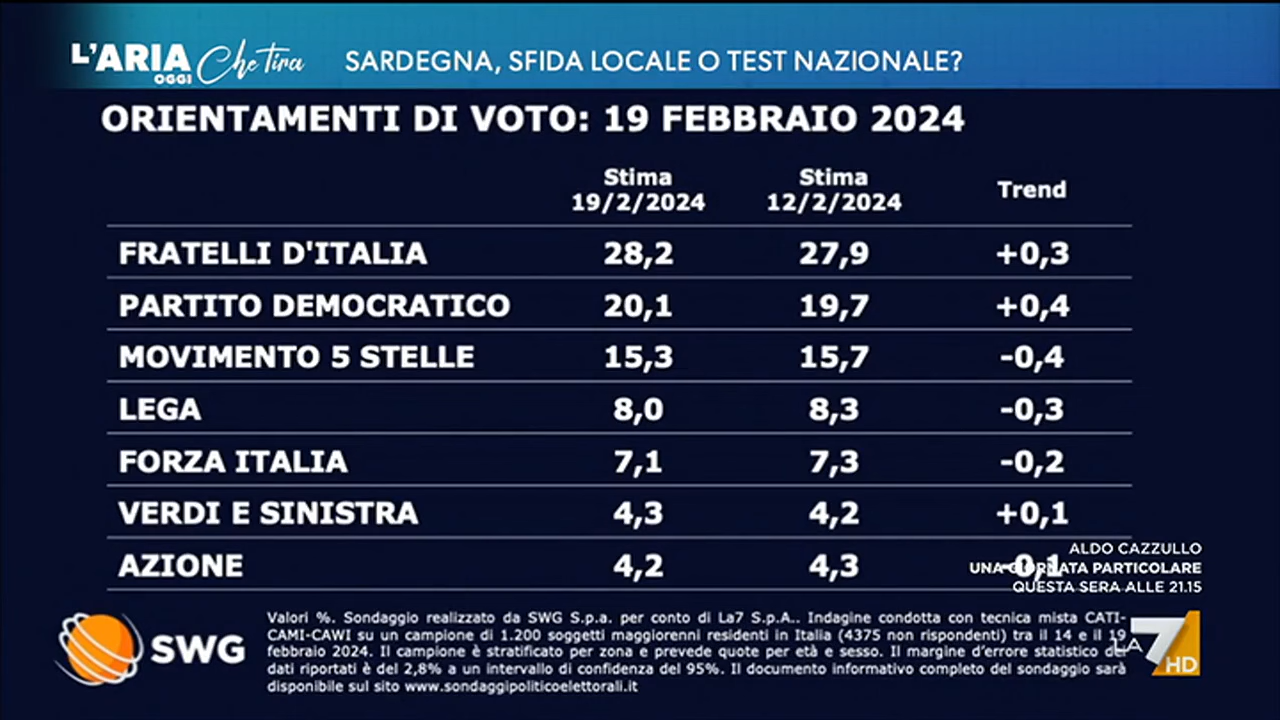 L'ARIA Che tira
OGGI
SARDEGNA, SFIDA LOCALE O TEST NAZIONALE?
ORIENTAMENTI DI VOTO: 19 FEBBRAIO 2024
Stima 19/2/2024 Stima 12/2/2024 Trend
FRATELLI D'ITALIA 28,2 27,9 +0,3
PARTITO DEMOCRATICO 20,1 19,7 +0,4
MOVIMENTO 5 STELLE 15,3 15,7 -0,4
LEGA 8,0 8,3 -0,3
FORZA ITALIA 7,1 7,3 -0,2
VERDI E SINISTRA 4,3 4,2 +0,1
AZIONE 4,2 4,3 -0,1
ALDO CAZZULLO
UNA GIORNATA PARTICOLARE
QUESTA SERA ALLE 21.15
SWG
Valori %. Sondaggio realizzato da SWG S.p.a. per conto di La7 S.p.A.. Indagine condotta con tecnica mista CATI-
CAMI-CAWI su un campione di 1.200 soggetti maggiorenni residenti in Italia (4375 non rispondenti) tra il 14 e il 19
febbraio 2024. Il campione è stratificato per zona e prevede quote per età e sesso. Il margine d'errore statistico dei
dati riportati è del 2,8% a un intervallo di confidenza del 95%. Il documento informativo completo del sondaggio sarà
disponibile sul sito www.sondaggipoliticoelettorali.it
LA 7 HD